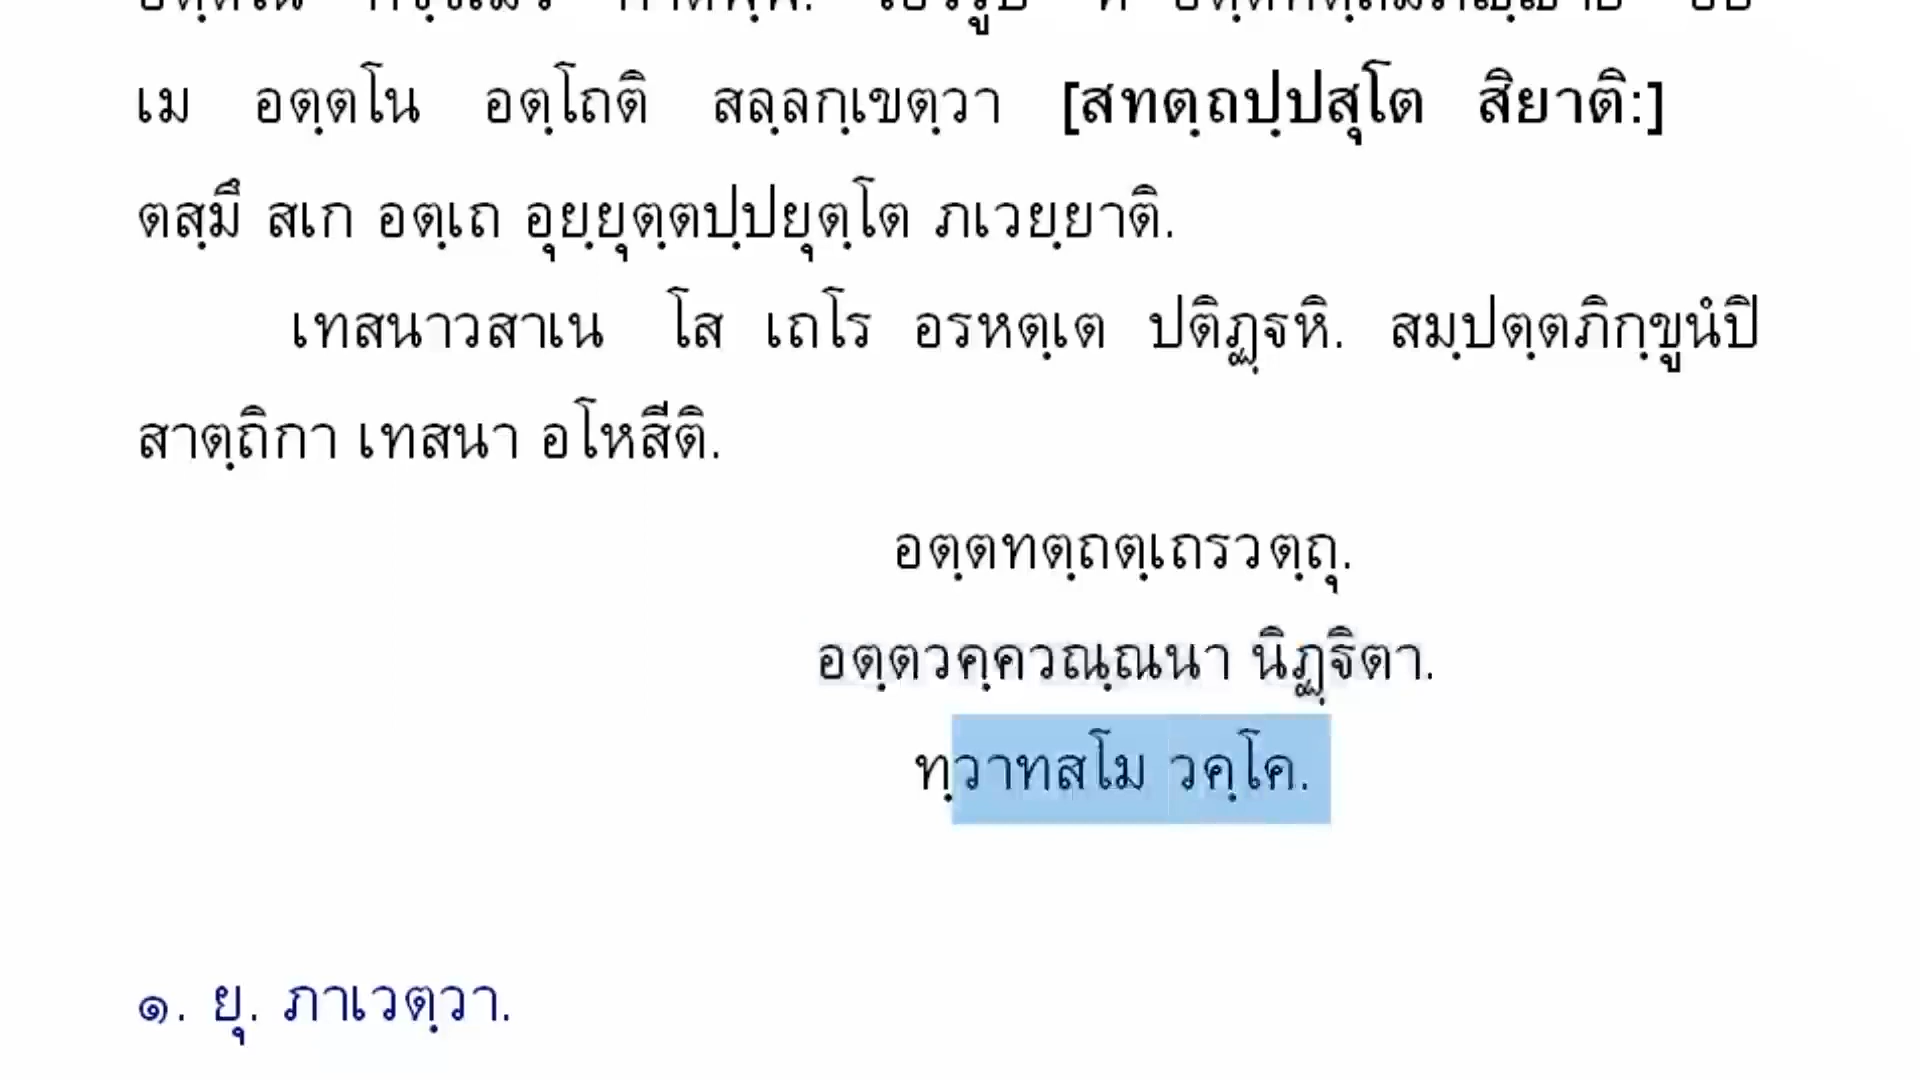 เม อตฺตโน อตฺโถติ สลฺลกฺเขตฺวา [สทตฺถปฺปสุโต สิยาติ:]
ตสฺมึ สเก อตฺเถ อุยฺยุตฺตปฺปยุตฺโต ภเวยฺยาติ.
เทสนาวสาเน โส เถโร อรหตฺเต ปติฏฺฐหิ. สมฺปตฺตภิกฺขูนํปิ
สาตฺถิกา เทสนา อโหสีติ.
อตฺตทตฺถตฺเถรวตฺถุ.
อตฺตวคฺควณฺณนา นิฏฺฐิตา.
ทฺวาทสโม วคฺโค.
๑. ยุ. ภาเวตฺวา.